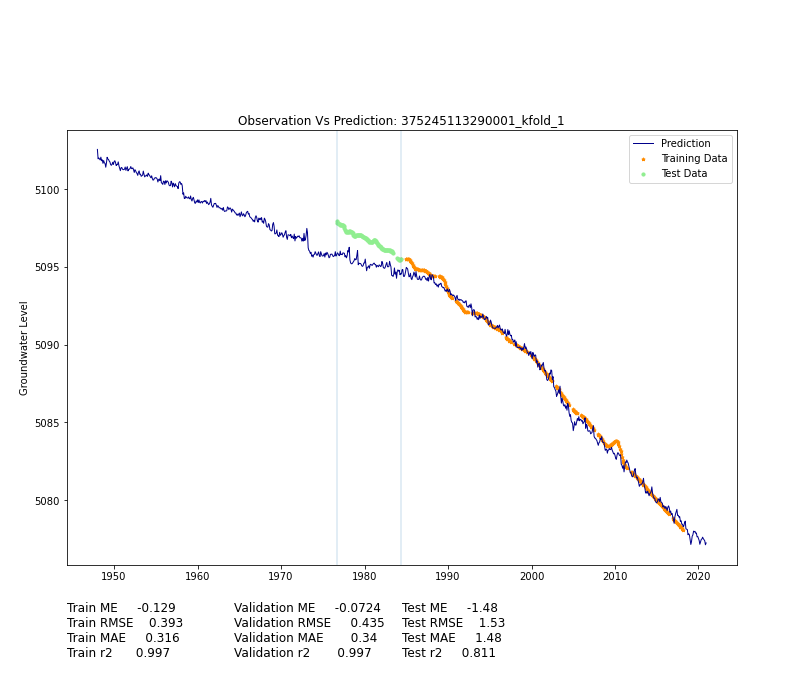 Observation Vs Prediction: 375245113290001_kfold_1
Prediction
Training Data
Test Data
Groundwater Level
5100
5095
5090
5085
5080
1950 1960 1970 1980 1990 2000 2010 2020
Train ME -0.129 Validation ME -0.0724 Test ME -1.48
Train RMSE 0.393 Validation RMSE 0.435 Test RMSE 1.53
Train MAE 0.316 Validation MAE 0.34 Test MAE 1.48
Train r2 0.997 Validation r2 0.997 Test r2 0.811